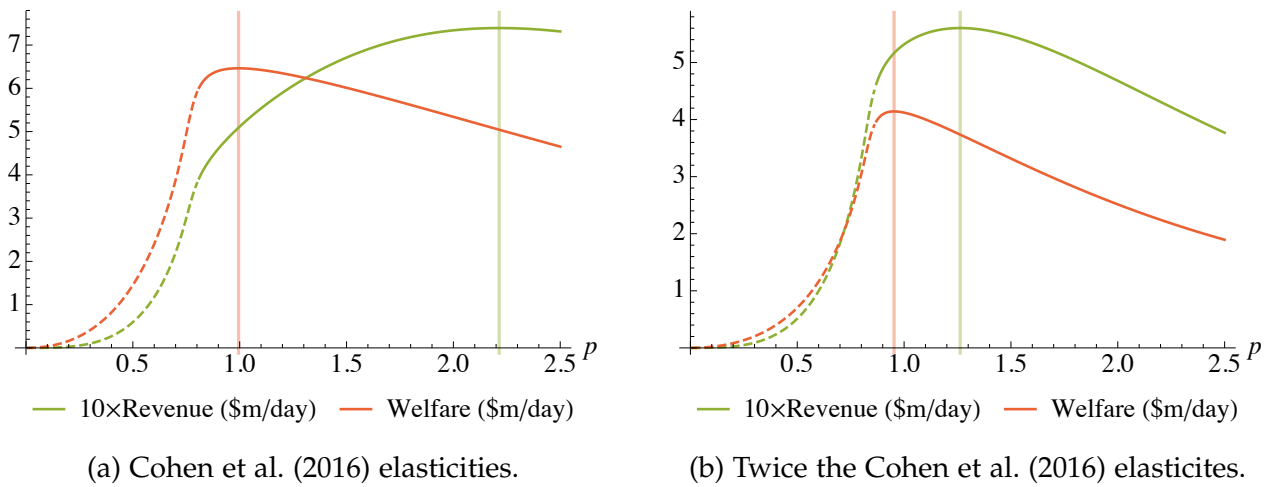 7
6
5
4
3
2
1
0.5 1.0 1.5 2.0 2.5 p
10×Revenue ($m/day) Welfare ($m/day)
(a) Cohen et al. (2016) elasticities.
5
4
3
2
1
0.5 1.0 1.5 2.0 2.5 p
10×Revenue ($m/day) Welfare ($m/day)
(b) Twice the Cohen et al. (2016) elasticites.